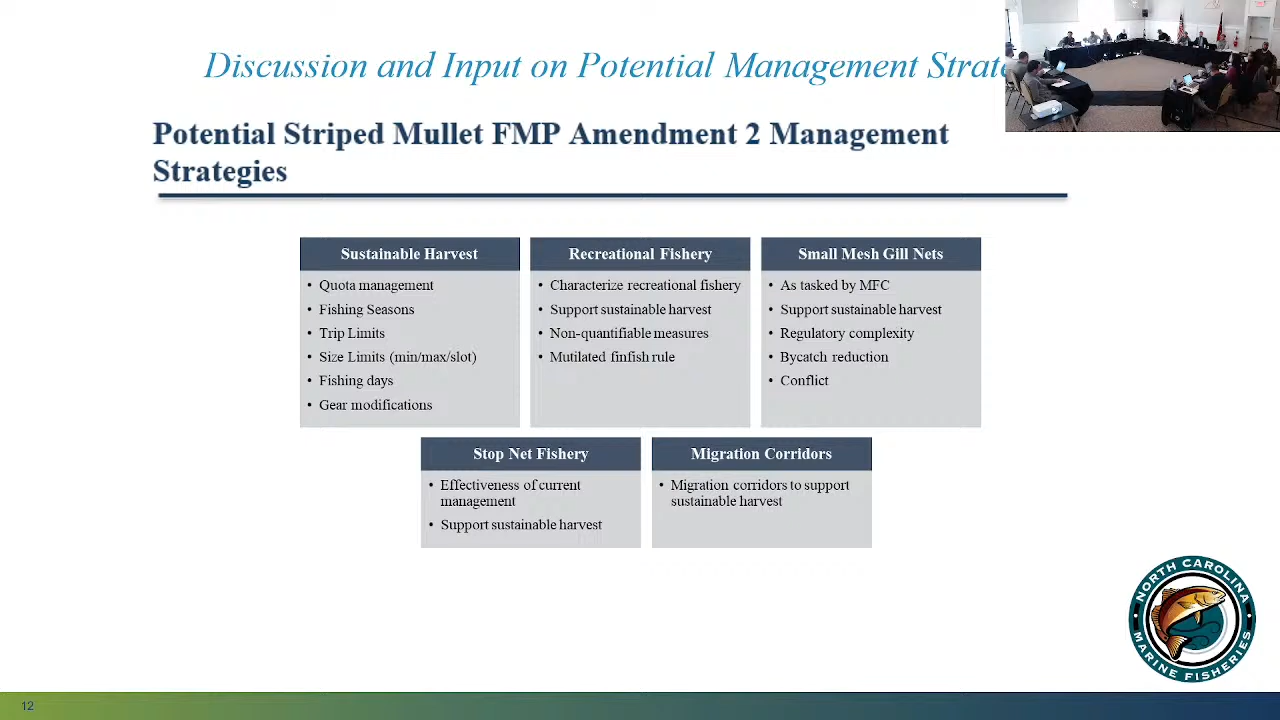 Discussion and Input on Potential Management
Potential Striped Mullet FMP Amendment 2 Management
Strategies
Sustainable Harvest
• Quota management
• Fishing Seasons
• Trip Limits
• Size Limits (min/max/slot)
• Fishing days
• Gear modifications
Recreational Fishery
• Characterize recreational fishery
• Support sustainable harvest
• Non-quantifiable measures
• Mutilated finfish rule
Small Mesh Gill Nets
• As tasked by MFC
• Support sustainable harvest
• Regulatory complexity
• Bycatch reduction
• Conflict
Stop Net Fishery
• Effectiveness of current
management
• Support sustainable harvest
Migration Corridors
• Migration corridors to support
sustainable harvest
NORTH CAROLINA
MARINE FISHERIES
12